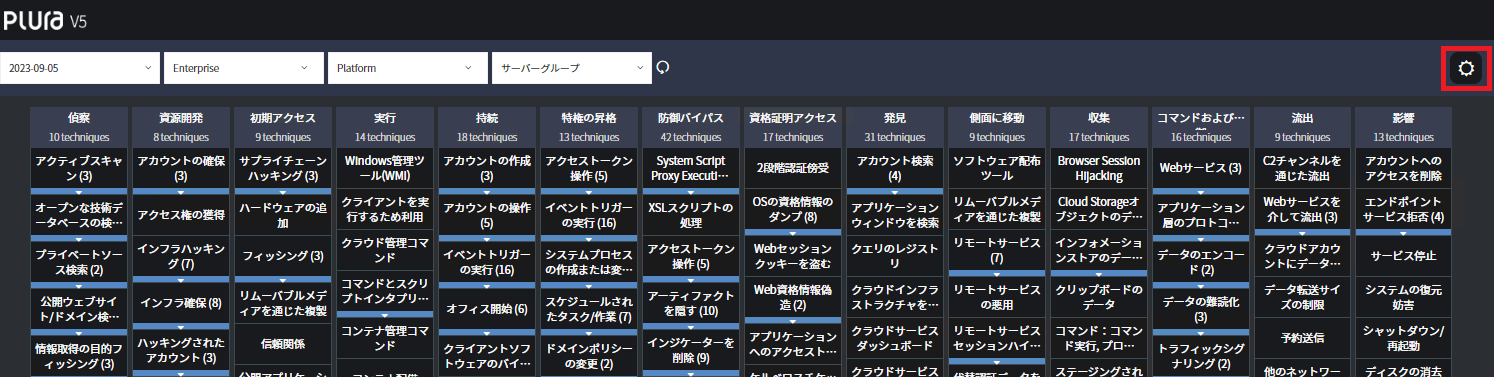 PLURA V5
2023-09-05 Enterprise Platform サーバーグループ
偵察 資源開発 初期アクセス 実行 持続 特権の昇格 防御バイパス 資格証明アクセス 発見 側面に移動 収集 コマンドおよび… 流出 影響
10 techniques 8 techniques 9 techniques 14 techniques 18 techniques 13 techniques 42 techniques 17 techniques 31 techniques 9 techniques 17 techniques 16 techniques 9 techniques 13 techniques
アクティブスキャ
ン (3)
オープンな技術デ
ータベースの検…
プライベートソー
ス検索 (2)
公開ウェブサイ
ト/ドメイン検…
情報取得の目的フ
ィッシング (3)
アカウントの確保
(3)
アクセス権の獲得
インフラハッキン
グ (7)
インフラ確保 (8)
ハッキングされた
アカウント (3)
サプライチェーン
ハッキング (3)
ハードウェアの追
加
フィッシング (3)
リムーバブルメデ
ィアを通じた複製
信頼関係
Windows管理ツ
ール(WMI)
クライアントを実
行するため利用
クラウド管理コマ
ンド
コマンドとスクリ
プトインタプリ…
コンテナ管理コマ
ンド
アカウントの作成
(3)
アカウントの操作
(5)
イベントトリガー
の実行 (16)
オフィス開始 (6)
クライアントソフ
トウェアのバイ…
アクセストークン
操作 (5)
イベントトリガー
の実行 (16)
システムプロセス
の作成または変…
スケジュールされ
たタスク/作業 (7)
ドメインポリシー
の変更 (2)
System Script
Proxy Executi…
XSLスクリプトの
処理
アクセストークン
操作 (5)
アーティファクト
を隠す (10)
インジケーターを
削除 (9)
2段階認証傍受
OSの資格情報の
ダンプ (8)
Webセッション
クッキーを盗む
Web資格情報偽
造 (2)
アプリケーション
へのアクセスト…
アカウント検索
(4)
アプリケーション
ウィンドウを検索
クエリのレジスト
リ
クラウドインフ
ラストラクチャを…
クラウドサービス
ダッシュボード
クラウドサービス
ソフトウェア配布
ツール
リムーバブルメデ
ィアを通じた複製
リモートサービス
(7)
リモートサービス
の悪用
リモートサービス
セッションハイ…
Browser Session
Hijacking
Cloud Storageオ
ブジェクトのデ…
インフォメーショ
ンストアのデー…
クリップボードの
データ
コマンド：コマン
ド実行, プロ…
ステージングされ
Webサービス (3)
アプリケーション
層のプロトコ…
データのエンコー
ド (2)
データの難読化
(3)
トラフィックシグ
ナリング (2)
C2チャンネルを
通じた流出
Webサービスを
介して流出 (3)
クラウドアカウ
ントにデータ…
データ転送サイ
ズの制限
予約送信
他のネットワー
アカウントへの
アクセスを削除
エンドポイント
サービス拒否 (4)
サービス停止
システムの復元
妨害
シャットダウン/
再起動
ディスクの消去